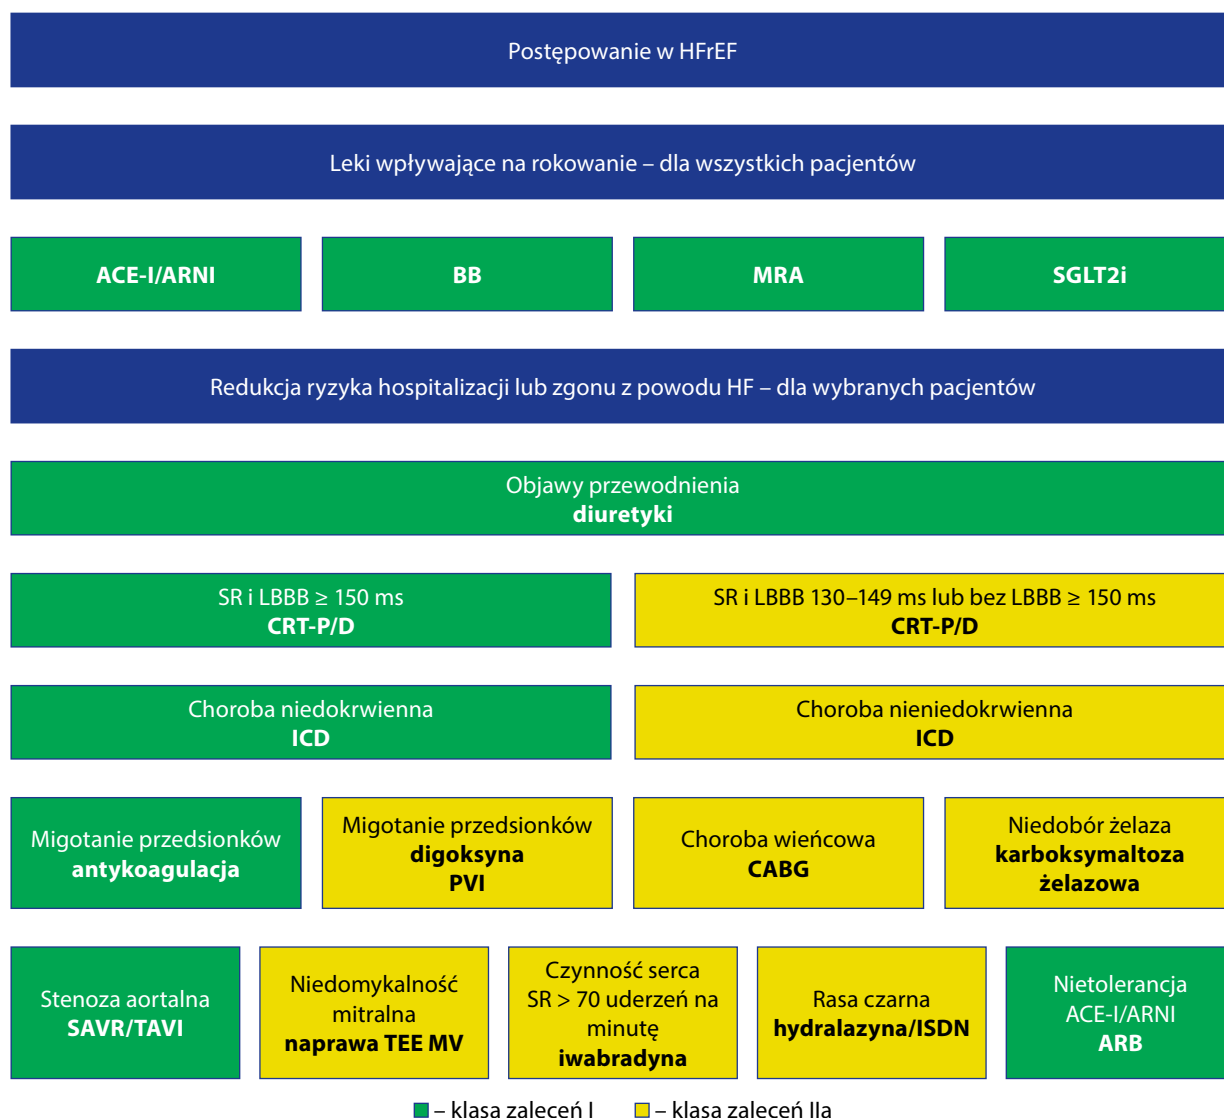 Postępowanie w HFrEF
Leki wpływające na rokowanie – dla wszystkich pacjentów
ACE-I/ARNI
BB
MRA
SGLT2i
Redukcja ryzyka hospitalizacji lub zgonu z powodu HF – dla wybranych pacjentów
Objawy przewodnienia
diuretyki
SR i LBBB ≥ 150 ms
CRT-P/D
SR i LBBB 130–149 ms lub bez LBBB ≥ 150 ms
CRT-P/D
Choroba niedokrwienna
ICD
Choroba nieniedokrwienna
ICD
Migotanie przedsionków
antykoagulacja
Migotanie przedsionków
digoksyna
PVI
Choroba wieńcowa
CABG
Niedobór żelaza
karboksymaltoza
żelazowa
Stenoza aortalna
SAVR/TAVI
Niedomykalność
mitralna
naprawa TEE MV
Czynność serca
SR > 70 uderzeń na
minutę
iwabradyna
Rasa czarna
hydralazyna/ISDN
Nietolerancja
ACE-I/ARNI
ARB
– klasa zaleceń I
– klasa zaleceń IIa